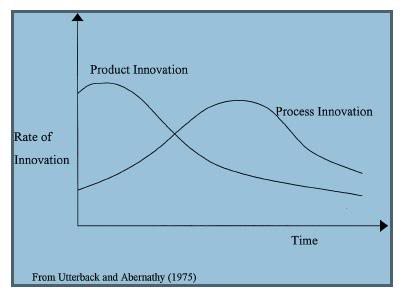 Product Innovation
Process Innovation
Rate of
Innovation
Time
From Utterback and Abernathy (1975)